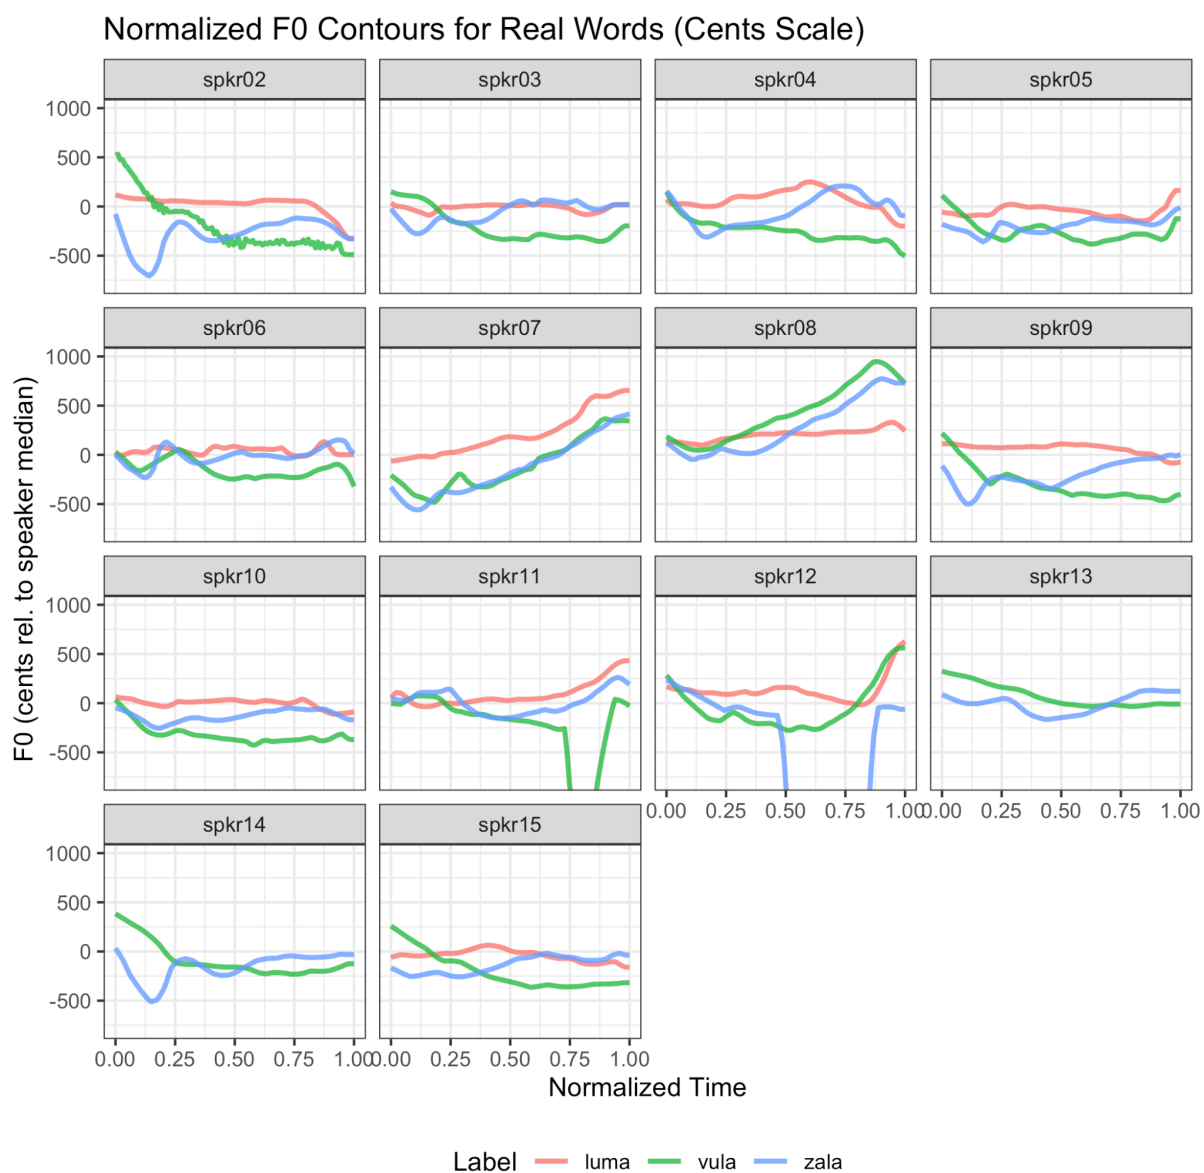 Normalized F0 Contours for Real Words (Cents Scale)
spkr02 spkr03 spkr04 spkr05
1000
500
0
-500
spkr06 spkr07 spkr08 spkr09
1000
500
0
-500
spkr10 spkr11 spkr12 spkr13
1000
500
0
-500
0.00 0.25 0.50 0.75 1.00 0.00 0.25 0.50 0.75 1.00
spkr14 spkr15
1000
500
0
-500
0.00 0.25 0.50 0.75 1.00 0.00 0.25 0.50 0.75 1.00
F0 (cents rel. to speaker median)
Normalized Time
Label luma vula zala